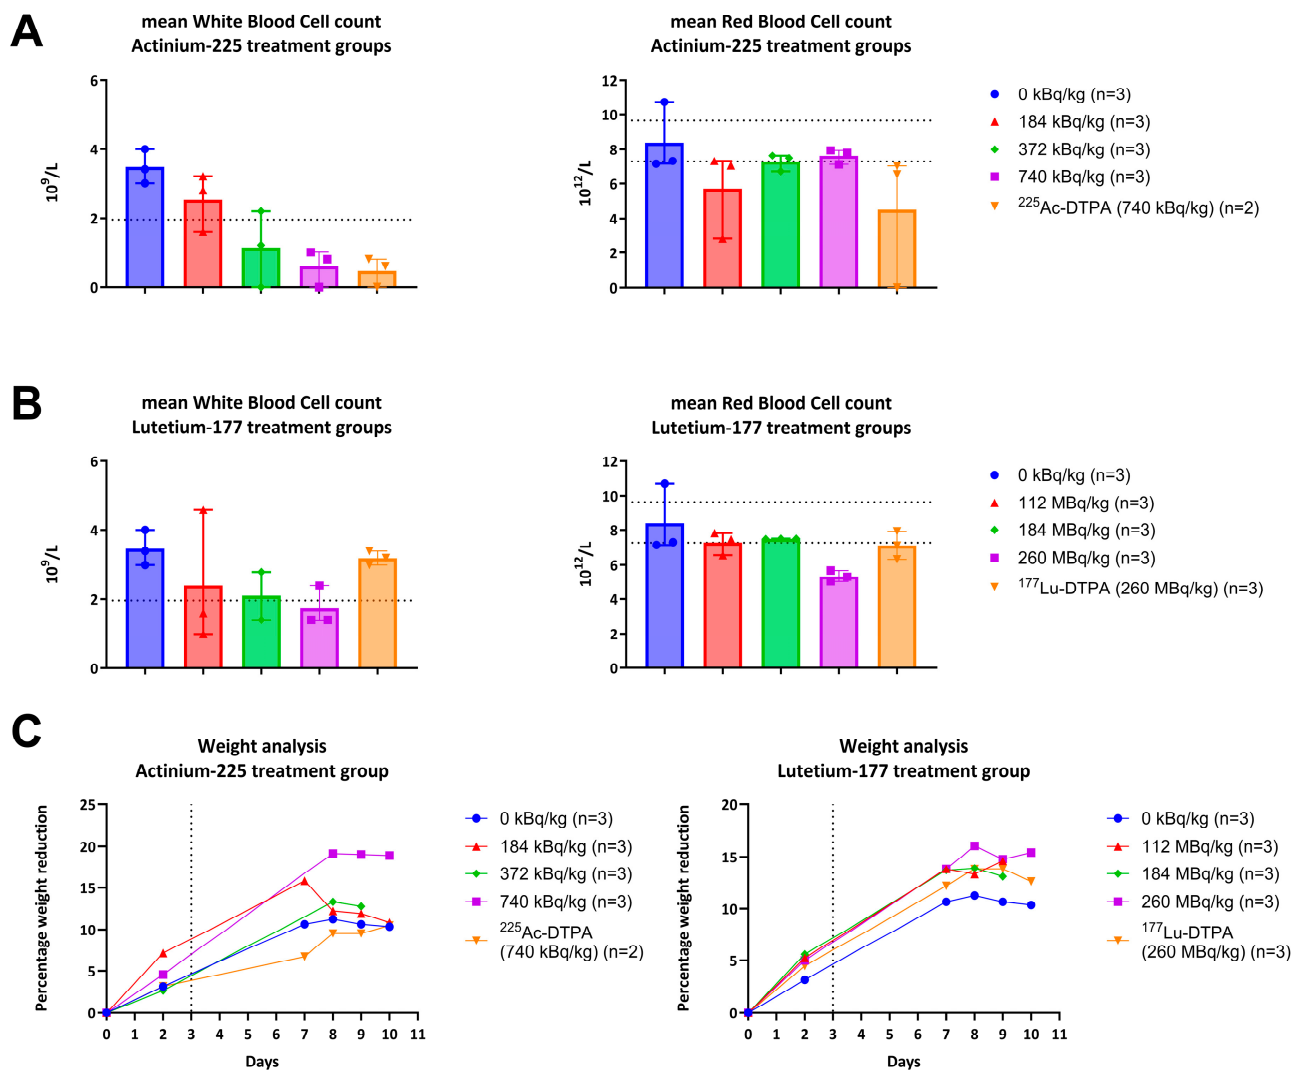 A
mean White Blood Cell count
Actinium-225 treatment groups
10⁹/L
6
4
2
0
mean Red Blood Cell count
Actinium-225 treatment groups
10¹²/L
12
10
8
6
4
2
0
0 kBq/kg (n=3)
184 kBq/kg (n=3)
372 kBq/kg (n=3)
740 kBq/kg (n=3)
²²⁵Ac-DTPA (740 kBq/kg) (n=2)
B
mean White Blood Cell count
Lutetium-177 treatment groups
10⁹/L
6
4
2
0
mean Red Blood Cell count
Lutetium-177 treatment groups
10¹²/L
12
10
8
6
4
2
0
0 kBq/kg (n=3)
112 MBq/kg (n=3)
184 MBq/kg (n=3)
260 MBq/kg (n=3)
¹⁷⁷Lu-DTPA (260 MBq/kg) (n=3)
C
Weight analysis
Actinium-225 treatment group
Percentage weight reduction
25
20
15
10
5
0
0 1 2 3 4 5 6 7 8 9 10 11
Days
0 kBq/kg (n=3)
184 kBq/kg (n=3)
372 kBq/kg (n=3)
740 kBq/kg (n=3)
²²⁵Ac-DTPA
(740 kBq/kg) (n=2)
Weight analysis
Lutetium-177 treatment group
Percentage weight reduction
20
15
10
5
0
0 1 2 3 4 5 6 7 8 9 10 11
Days
0 kBq/kg (n=3)
112 MBq/kg (n=3)
184 MBq/kg (n=3)
260 MBq/kg (n=3)
¹⁷⁷Lu-DTPA
(260 MBq/kg) (n=3)